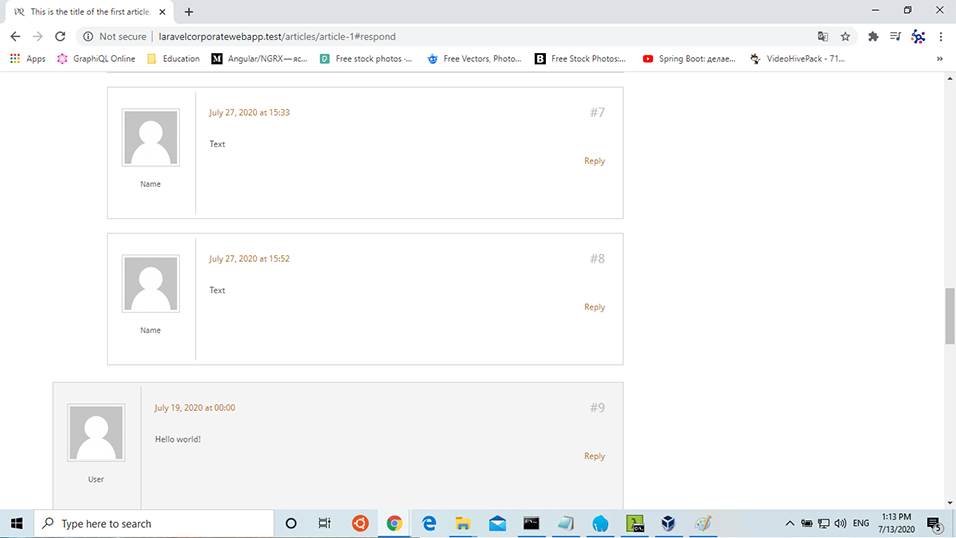 This is the title of the first article.
Not secure
laravelcorporatewebapp.test/articles/article-1#respond
Apps
GraphiQL Online
Education
Angular/NGRX — яс...
Free stock photos -...
Free Vectors, Photo...
Free Stock Photos:...
Spring Boot: делае...
VideoHivePack - 71...
»
July 27, 2020 at 15:33
#7
Text
Reply
Name
July 27, 2020 at 15:52
#8
Text
Reply
Name
July 19, 2020 at 00:00
#9
Hello world!
Reply
User
Type here to search
ENG
1:13 PM
7/13/2020
5